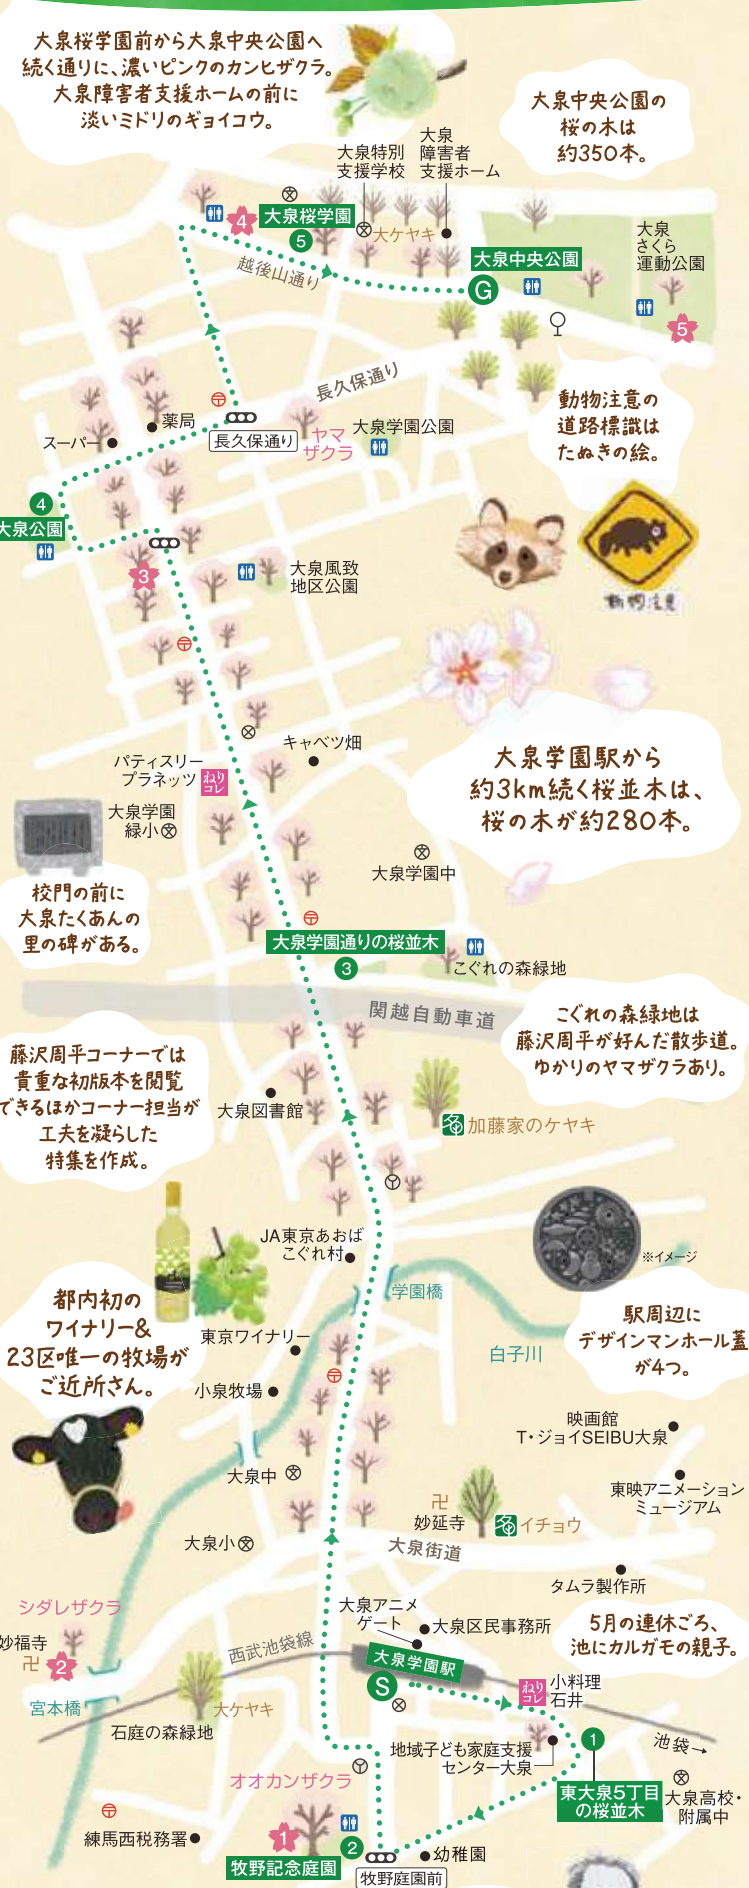 大泉桜学園前から大泉中央公園へ
続く通りに、濃いピンクのカンヒザクラ。
大泉障害者支援ホームの前に
淡いミドリのギョイコウ。
大泉中央公園の
桜の木は
約350本。
大泉特別
支援学校
大泉
障害者
支援ホーム
4
大泉桜学園
5
大ケヤキ
越後山通り
大泉中央公園
G
大泉
さくら
運動公園
5
長久保通り
動物注意の
道路標識は
たぬきの絵。
薬局
スーパー
長久保通り
ヤマ
ザクラ
大泉学園公園
4
大泉公園
3
大泉風致
地区公園
動物注意
キャベツ畑
パティスリー
プラネッツ
ねり
コレ
大泉学園駅から
約3km続く桜並木は、
桜の木が約280本。
大泉学園
緑小
大泉学園中
校門の前に
大泉たくあんの
里の碑がある。
大泉学園通りの桜並木
3
こぐれの森緑地
関越自動車道
こぐれの森緑地は
藤沢周平が好んだ散歩道。
ゆかりのヤマザクラあり。
藤沢周平コーナーでは
貴重な初版本を閲覧
できるほかコーナー担当が
工夫を凝らした
特集を作成。
大泉図書館
名
加藤家のケヤキ
JA東京あおば
こぐれ村
※イメージ
学園橋
都内初の
ワイナリー&
23区唯一の牧場が
ご近所さん。
東京ワイナリー
白子川
駅周辺に
デザインマンホール蓋
が4つ。
小泉牧場
映画館
T・ジョイSEIBU大泉
大泉中
東映アニメーション
ミュージアム
卍
妙延寺
名
イチョウ
大泉小
大泉街道
タムラ製作所
シダレザクラ
大泉アニメ
ゲート
大泉区民事務所
5月の連休ごろ、
池にカルガモの親子。
妙福寺
卍
2
西武池袋線
大泉学園駅
S
ねり
コレ
小料理
石井
宮本橋
大ケヤキ
石庭の森緑地
地域子ども家庭支援
センター大泉
1
池袋→
東大泉5丁目
の桜並木
大泉高校・
附属中
オオカンザクラ
練馬西税務署
1
牧野記念庭園
2
牧野庭園前
幼稚園